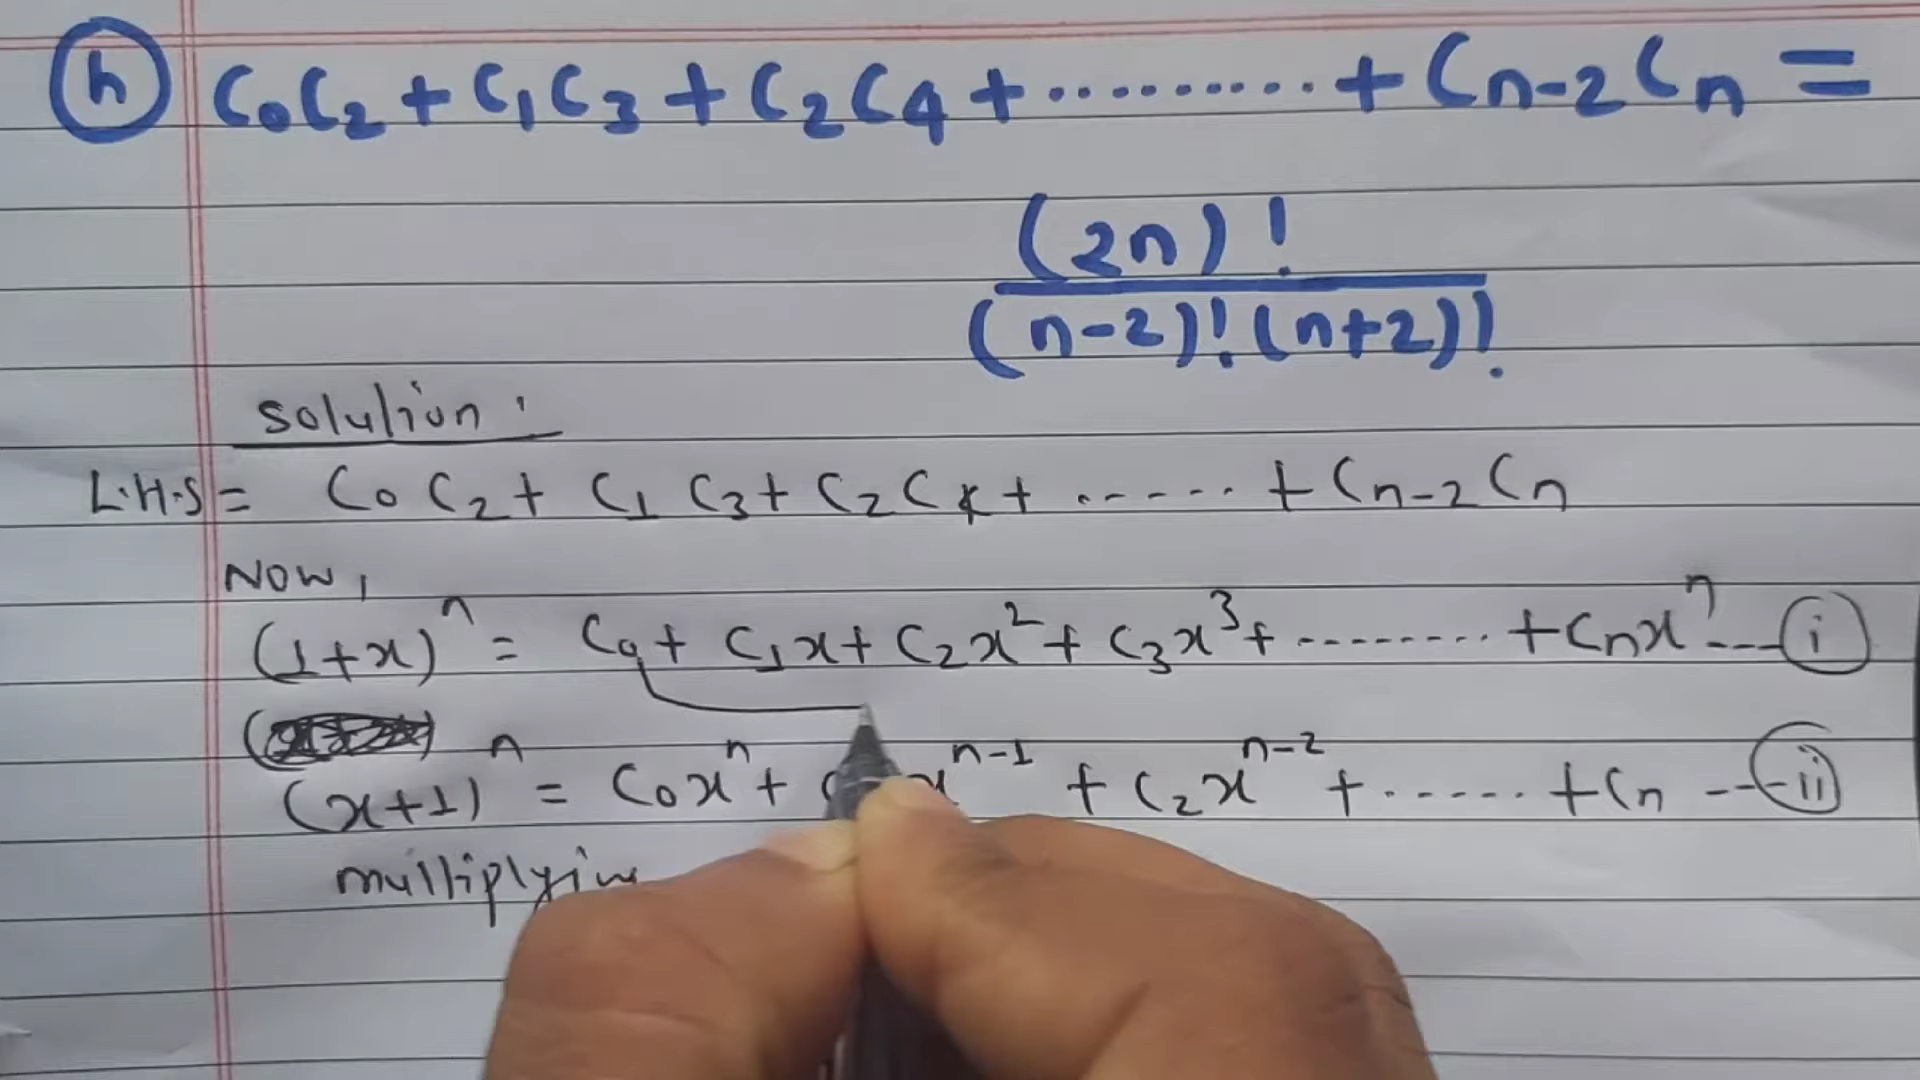 (h) C₀C₂ + C₁C₃ + C₂C₄ + .......... + Cₙ₋₂Cₙ =
(2n)!
(n-2)!(n+2)!
solution:
L.H.S = C₀C₂ + C₁C₃ + C₂C₄ + ...... + Cₙ₋₂Cₙ
NOW,
(1+x)ⁿ = C₀ + C₁x + C₂x² + C₃x³ + ......... + Cₙxⁿ --- (i)
(x+1)ⁿ = C₀xⁿ + xⁿ⁻¹ + C₂xⁿ⁻² + ...... + Cₙ --- (ii)
multiplying